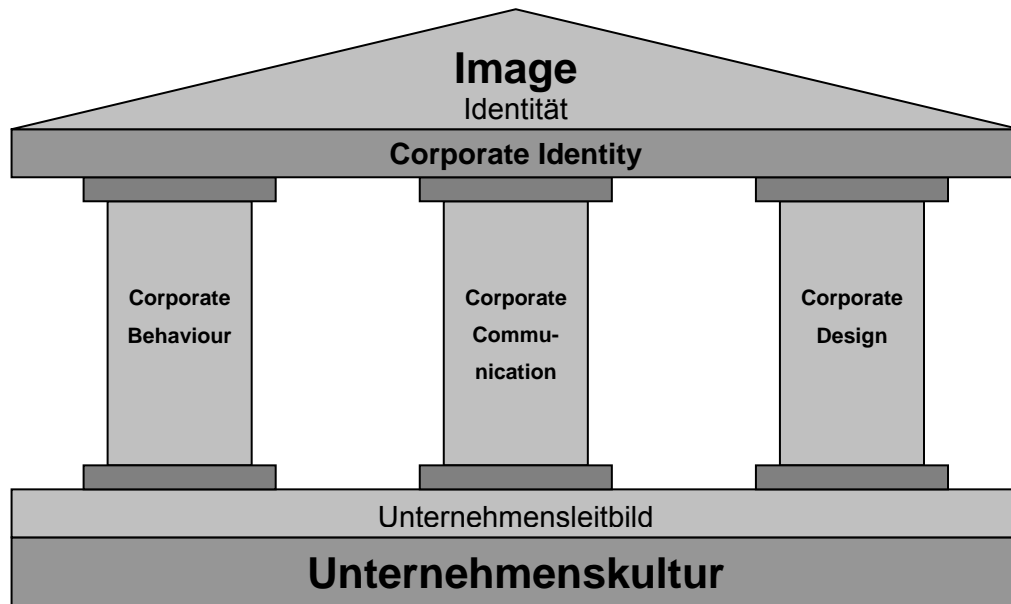 Image
Identität
Corporate Identity
Corporate
Behaviour
Corporate
Commu-
nication
Corporate
Design
Unternehmensleitbild
Unternehmenskultur